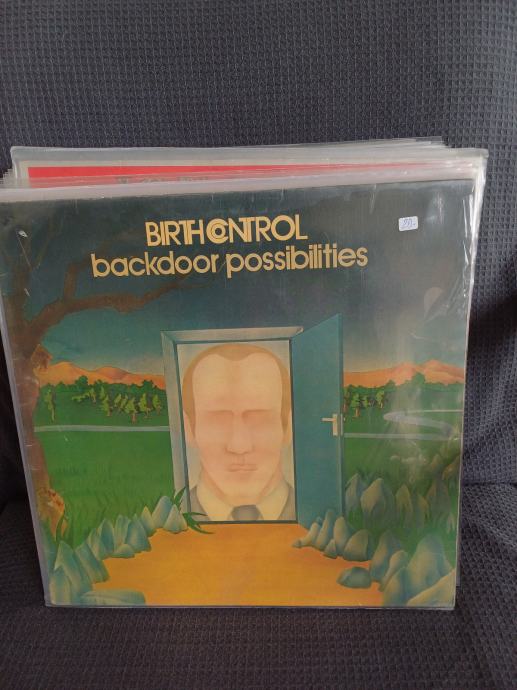 BIRTH CONTROL
backdoor possibilities